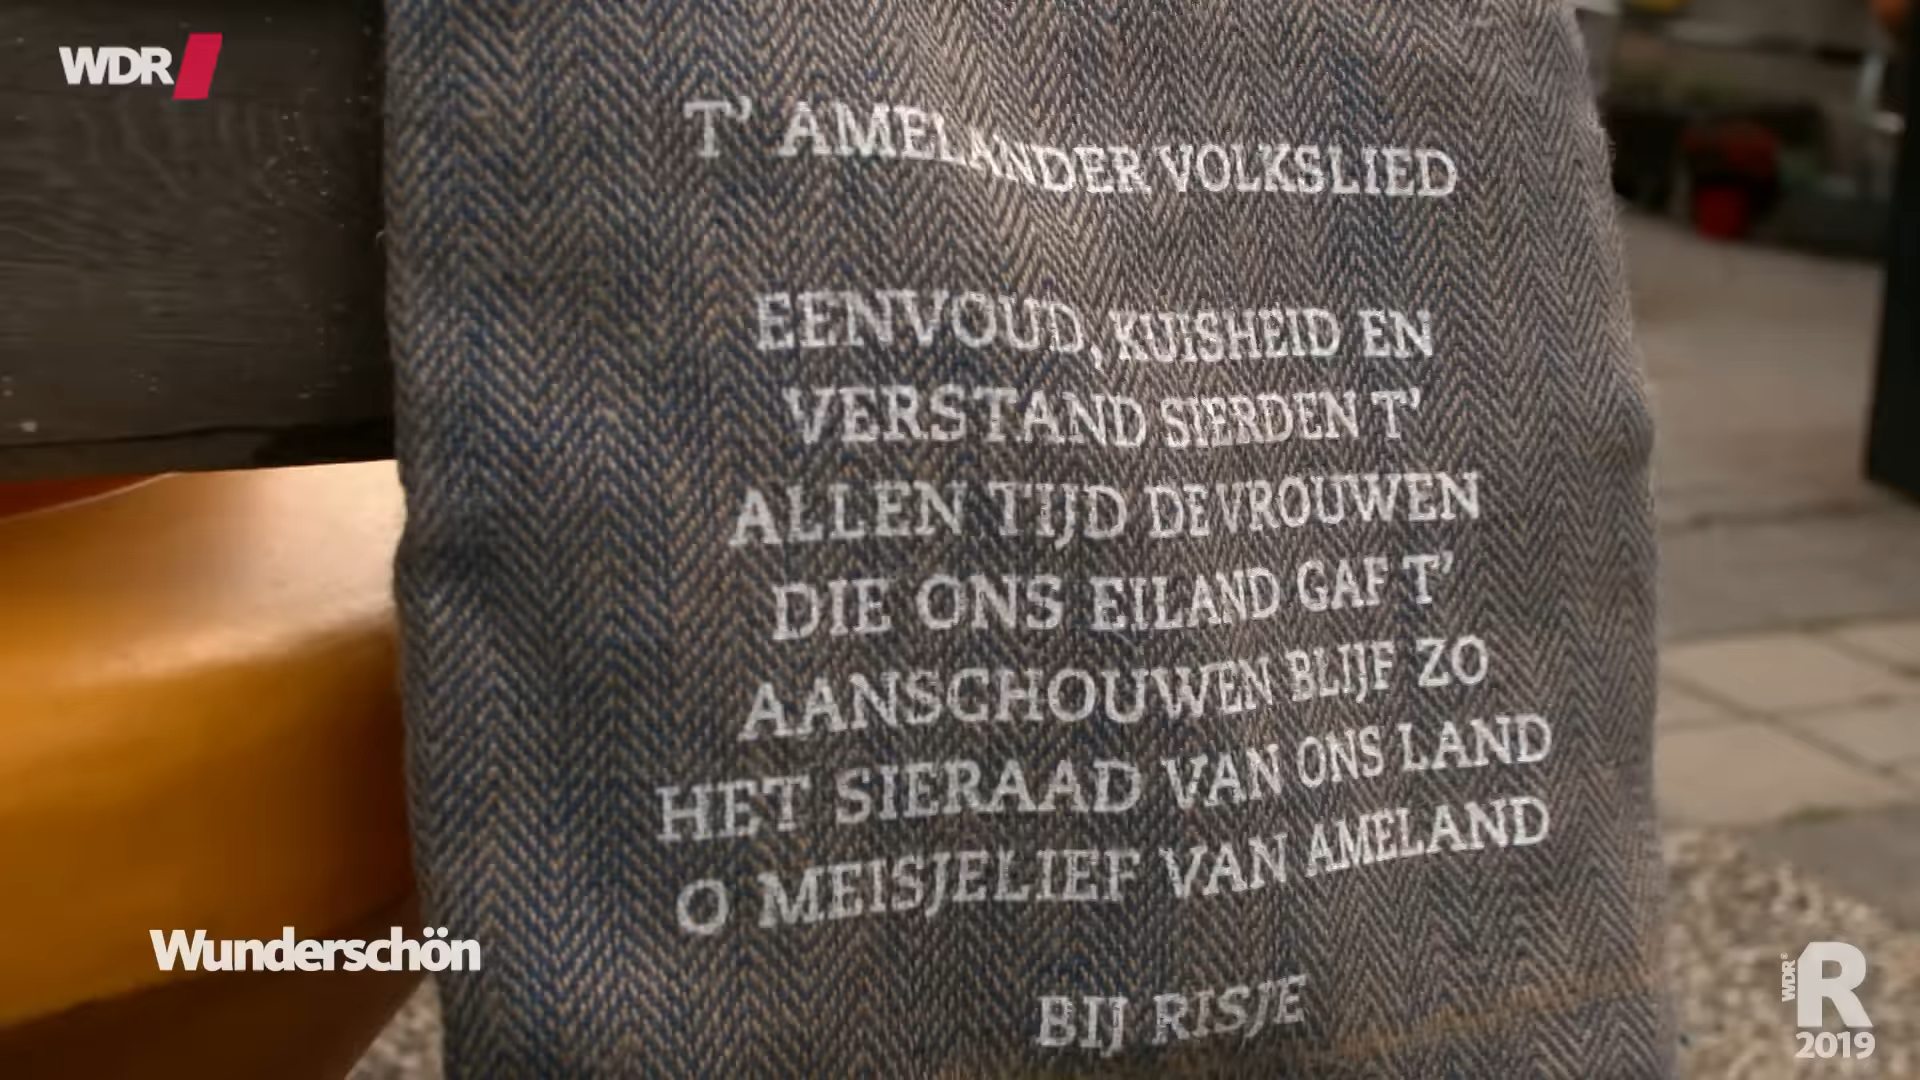 WDR
T' AMELANDER VOLKSLIED
EENVOUD, KUISHEID EN
VERSTAND SIERDEN T'
ALLEN TIJD DE VROUWEN
DIE ONS EILAND GAF T'
AANSCHOUWEN BLIJF ZO
HET SIERAAD VAN ONS LAND
O MEISJELIEF VAN AMELAND
BIJ RISJE
Wunderschön
WDR® R
2019